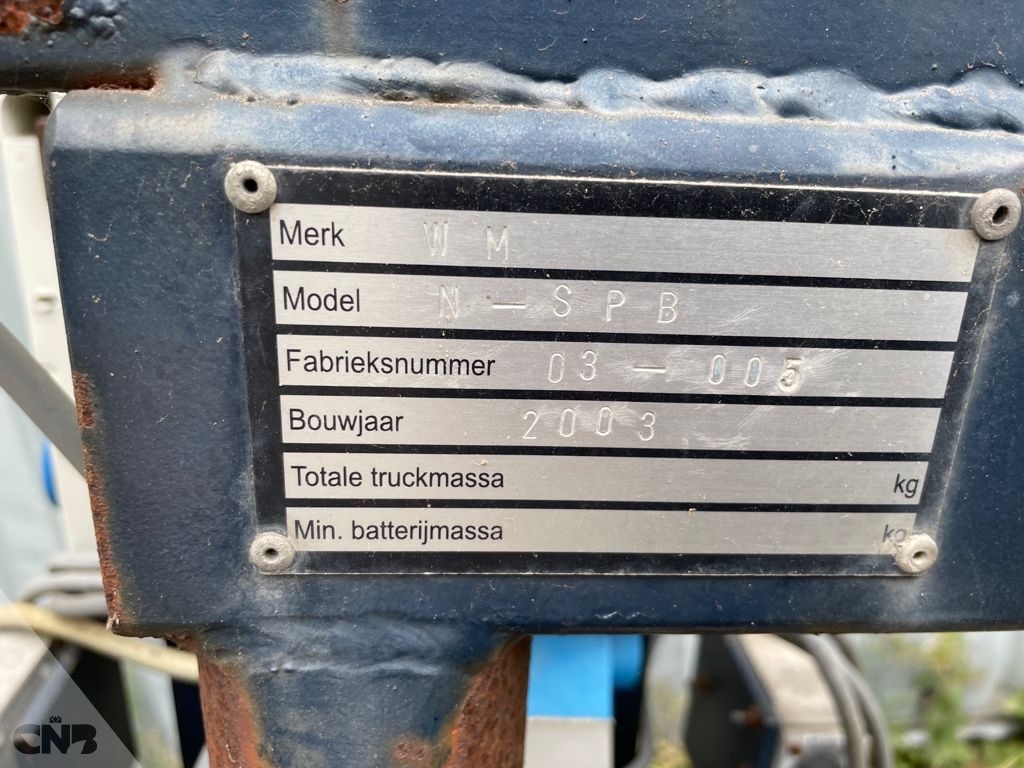 Merk W M
Model N - S P B
Fabrieksnummer 03 - 005
Bouwjaar 2003
Totale truckmassa kg
Min. batterijmassa kg
CNB